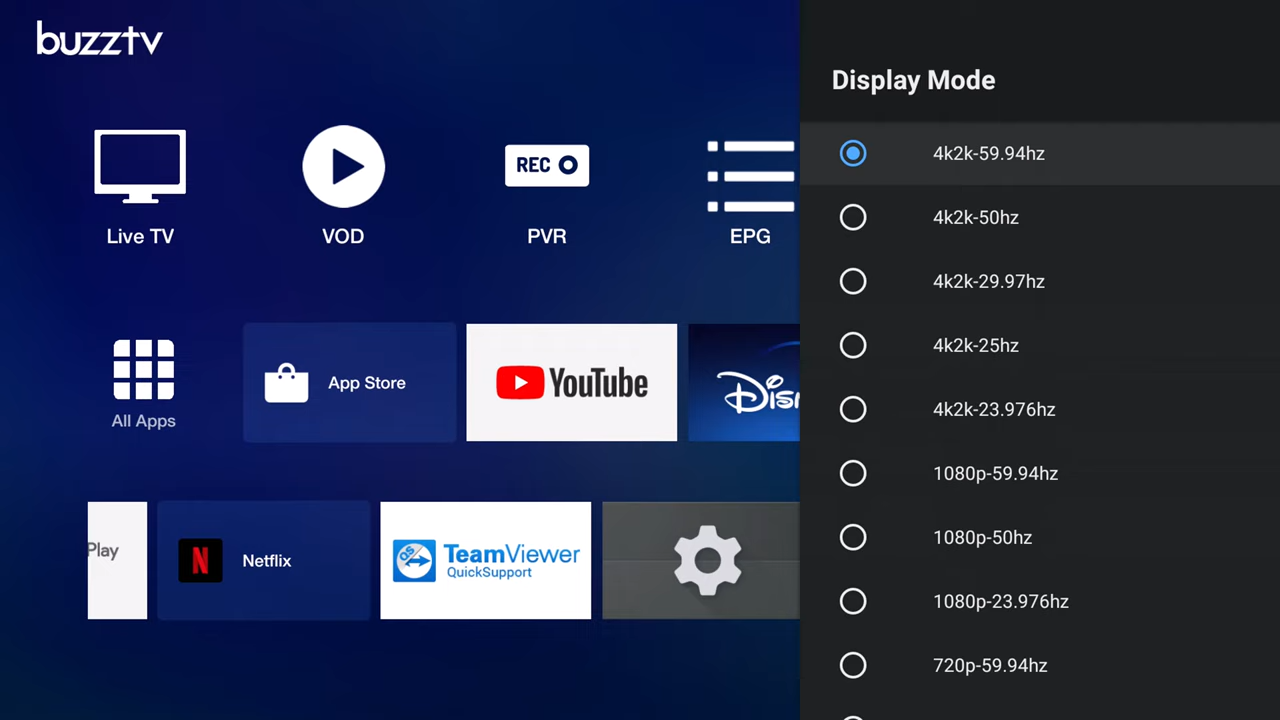 buzztv
Live TV
VOD
REC
PVR
EPG
All Apps
App Store
YouTube
Disn
Play
Netflix
N
QS
TeamViewer
QuickSupport
Display Mode
4k2k-59.94hz
4k2k-50hz
4k2k-29.97hz
4k2k-25hz
4k2k-23.976hz
1080p-59.94hz
1080p-50hz
1080p-23.976hz
720p-59.94hz